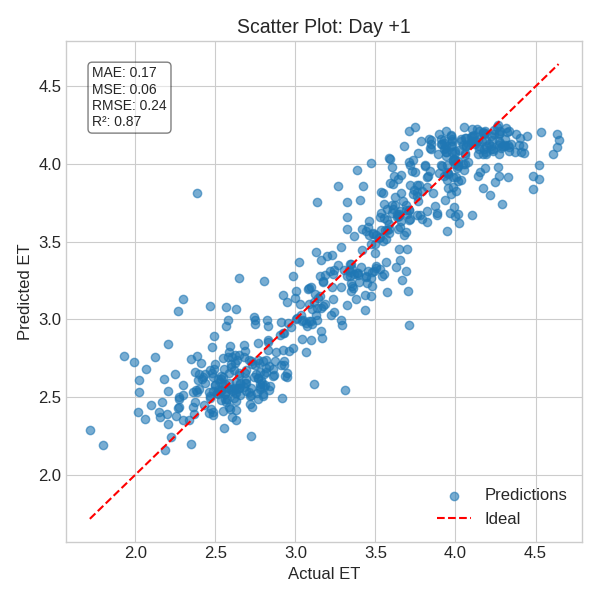 Scatter Plot: Day +1
MAE: 0.17
MSE: 0.06
RMSE: 0.24
R²: 0.87
4.5
4.0
3.5
3.0
2.5
2.0
Predicted ET
Predictions
Ideal
2.0 2.5 3.0 3.5 4.0 4.5
Actual ET